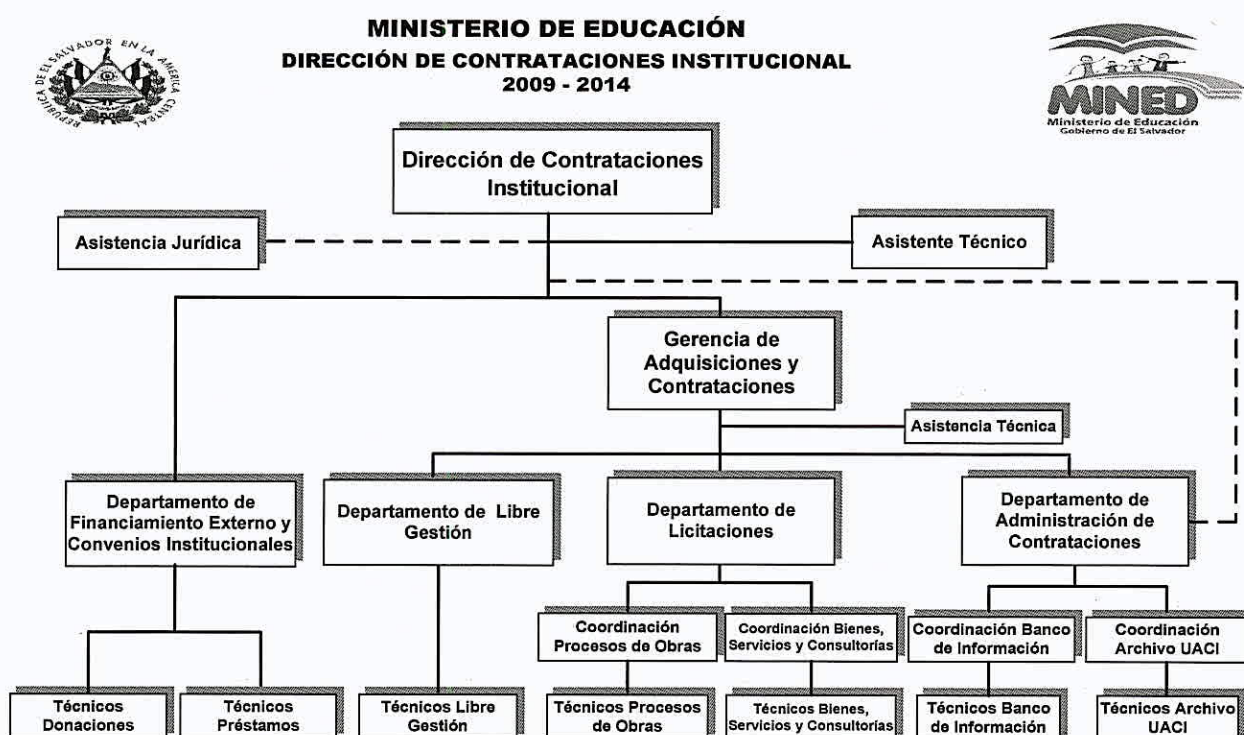 MINISTERIO DE EDUCACIÓN
DIRECCIÓN DE CONTRATACIONES INSTITUCIONAL
2009 - 2014
REPÚBLICA DE EL SALVADOR EN LA AMÉRICA CENTRAL
MINED
Ministerio de Educación
Gobierno de El Salvador
Dirección de Contrataciones
Institucional
Asistencia Jurídica
Asistente Técnico
Gerencia de
Adquisiciones y
Contrataciones
Asistencia Técnica
Departamento de
Financiamiento Externo y
Convenios Institucionales
Departamento de Libre
Gestión
Departamento de
Licitaciones
Departamento de
Administración de
Contrataciones
Coordinación
Procesos de Obras
Coordinación Bienes,
Servicios y Consultorías
Coordinación Banco
de Información
Coordinación
Archivo UACI
Técnicos
Donaciones
Técnicos
Préstamos
Técnicos Libre
Gestión
Técnicos Procesos
de Obras
Técnicos Bienes,
Servicios y Consultorías
Técnicos Banco
de Información
Técnicos Archivo
UACI